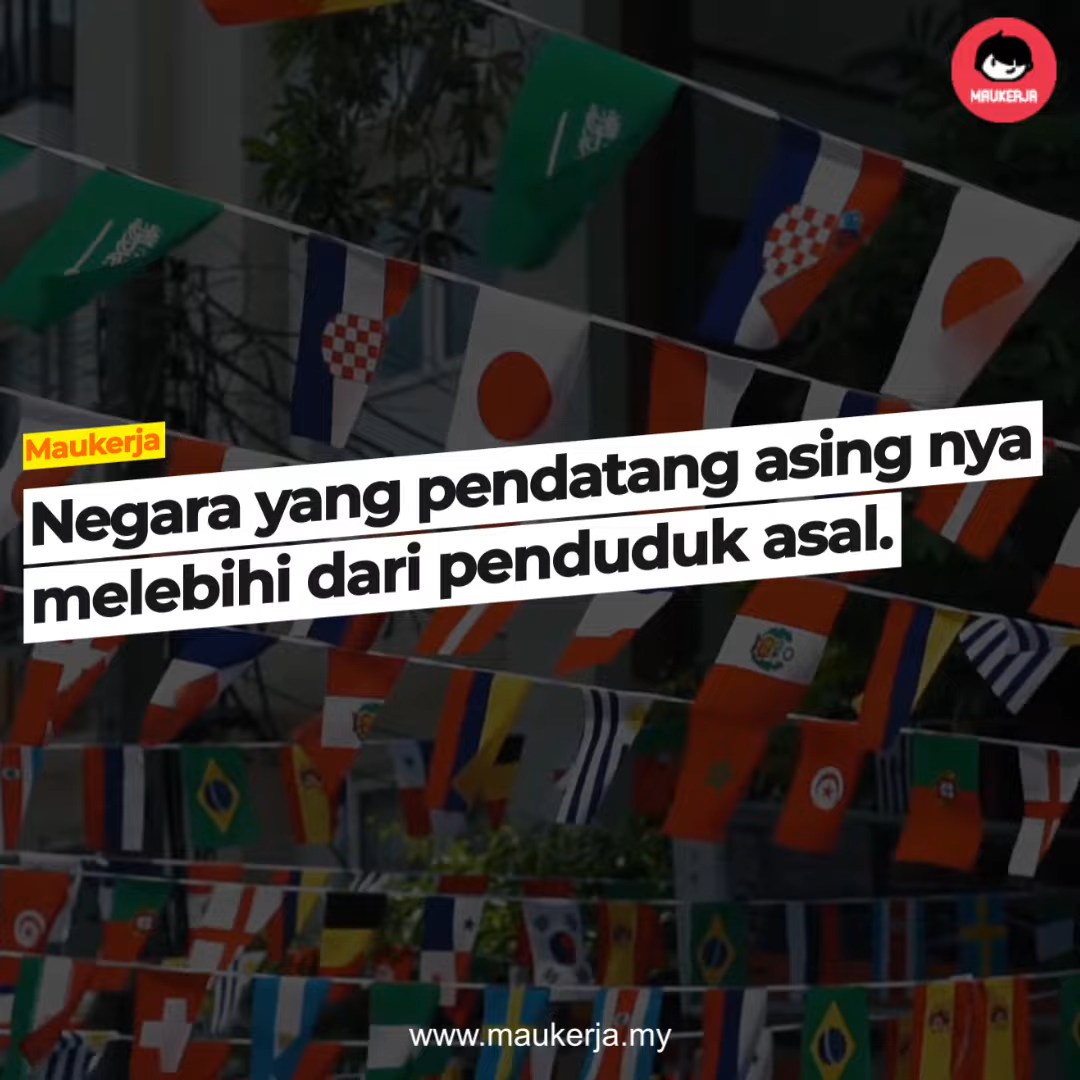 MAUKERJA
Maukerja
Negara yang pendatang asing nya
melebihi dari penduduk asal.
www.maukerja.my